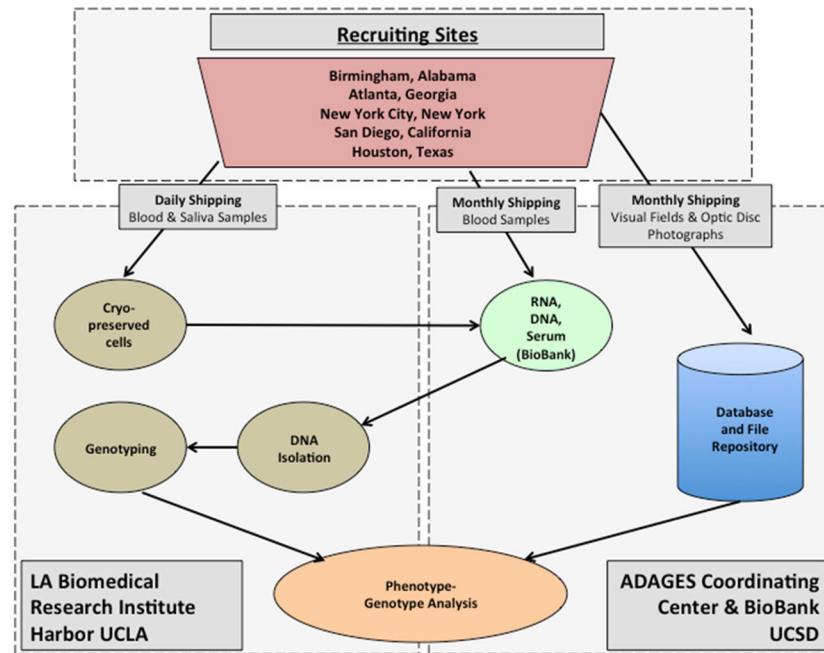 Recruiting Sites
Birmingham, Alabama
Atlanta, Georgia
New York City, New York
San Diego, California
Houston, Texas
Daily Shipping
Blood & Saliva Samples
Monthly Shipping
Blood Samples
Monthly Shipping
Visual Fields & Optic Disc
Photographs
Cryo-
preserved
cells
RNA,
DNA,
Serum
(BioBank)
Database
and File
Repository
Genotyping
DNA
Isolation
Phenotype-
Genotype Analysis
LA Biomedical
Research Institute
Harbor UCLA
ADAGES Coordinating
Center & BioBank
UCSD